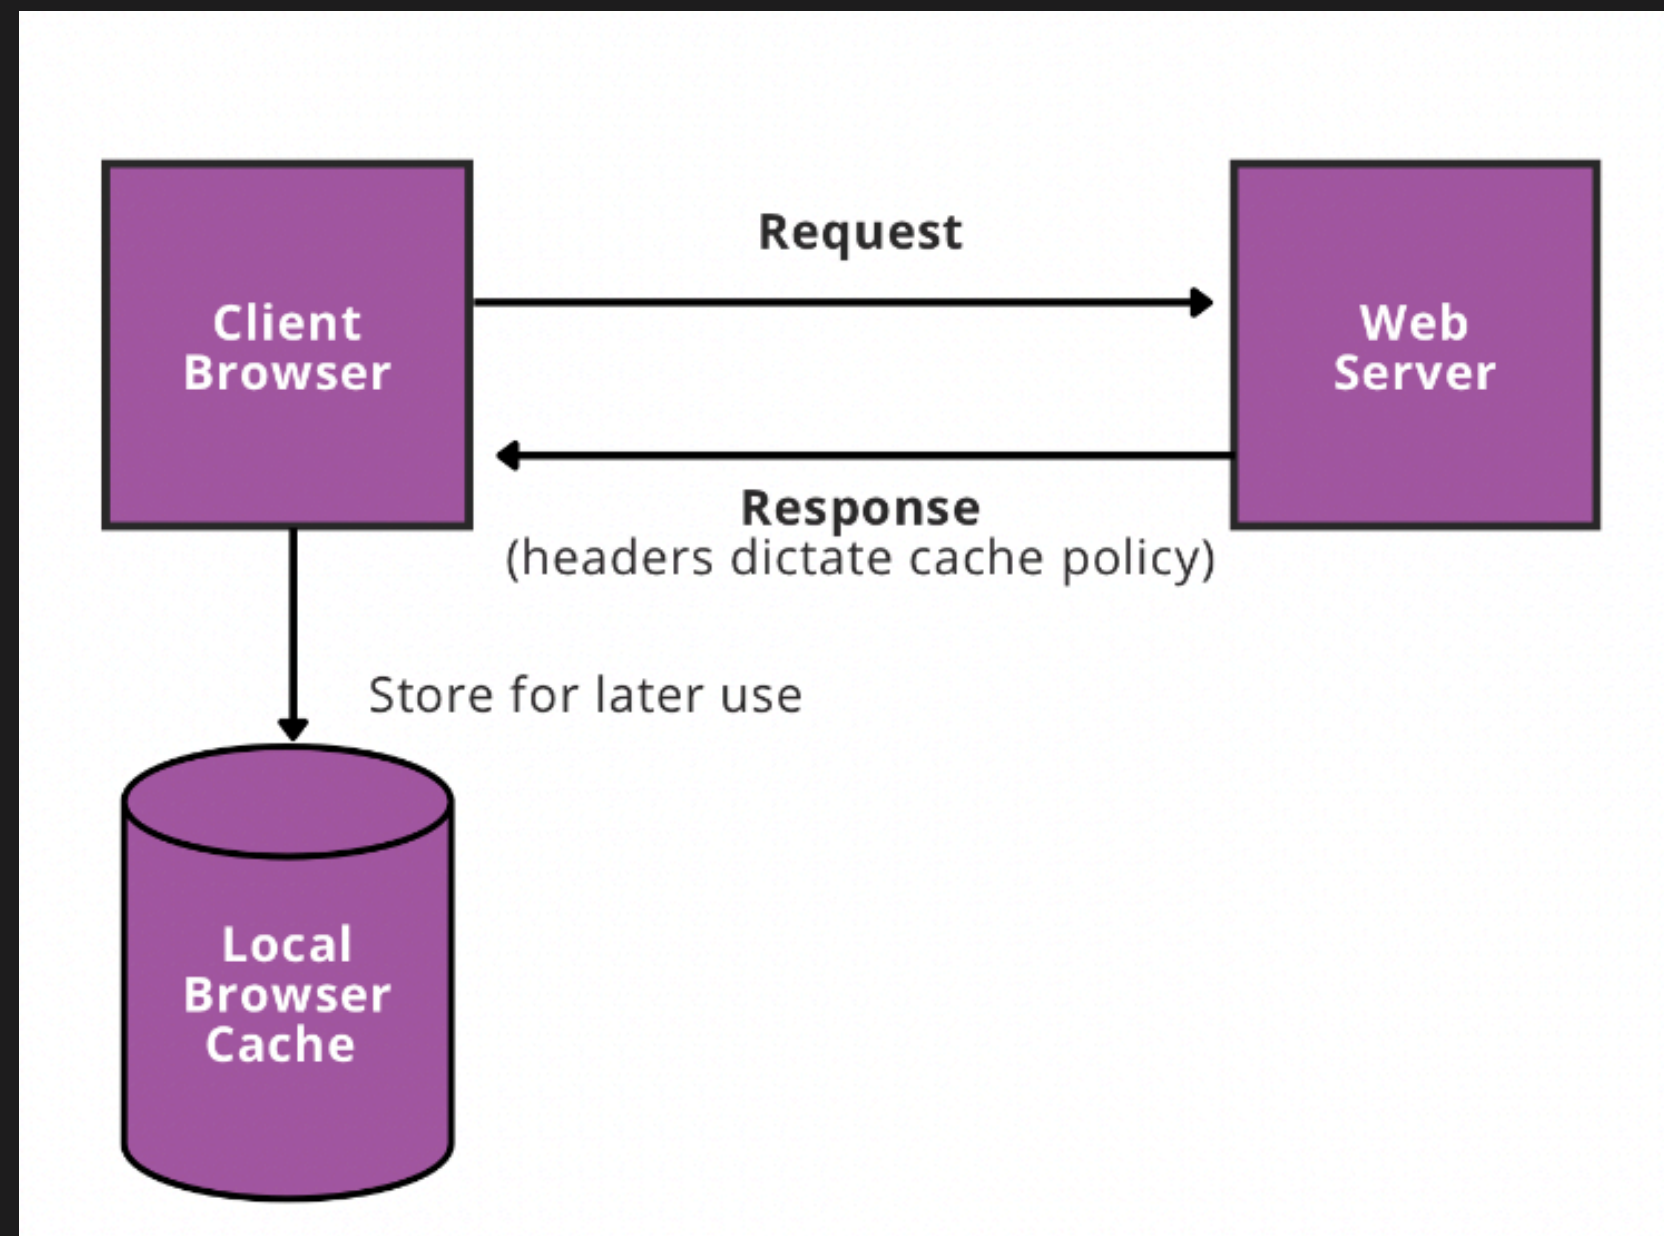 Client
Browser
Request
Web
Server
Response
(headers dictate cache policy)
Store for later use
Local
Browser
Cache